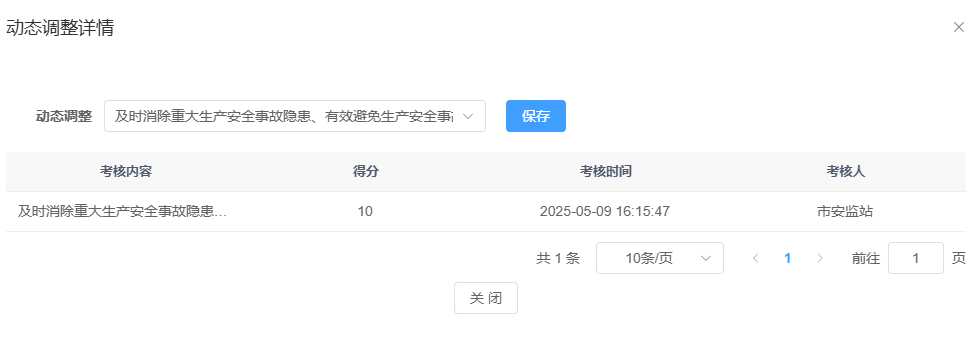 动态调整详情
动态调整 及时消除重大生产安全事故隐患、有效避免生产安全事 保存
考核内容 得分 考核时间 考核人
及时消除重大生产安全事故隐患... 10 2025-05-09 16:15:47 市安监站
共 1 条 10条/页 1 前往 1 页
关 闭